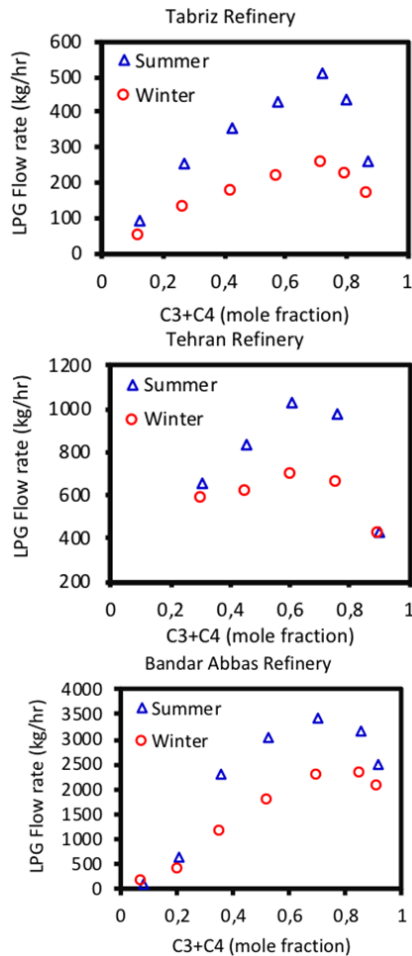 Tabriz Refinery
LPG Flow rate (kg/hr)
600
500
400
300
200
100
0
Summer
Winter
0 0,2 0,4 0,6 0,8 1
C3+C4 (mole fraction)
Tehran Refinery
LPG Flow rate (kg/hr)
1200
1000
800
600
400
200
Summer
Winter
0 0,2 0,4 0,6 0,8 1
C3+C4 (mole fraction)
Bandar Abbas Refinery
LPG Flow rate (kg/hr)
4000
3500
3000
2500
2000
1500
1000
500
0
Summer
Winter
0 0,2 0,4 0,6 0,8 1
C3+C4 (mole fraction)